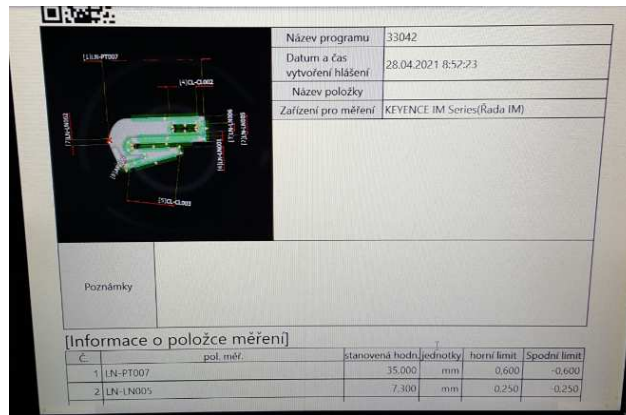 Název programu 33042
Datum a čas vytvoření hlášení 28.04.2021 8:52:23
Název položky
Zařízení pro měření KEYENCE IM Series(Řada IM)
[1]LN-PT007
[4]CL-CL002
[5]CL-CL003
Poznámky
[Informace o položce měření]
Č. pol. měř. stanovená hodn. jednotky horní limit Spodní limit
1 LN-PT007 35.000 mm 0,600 -0,600
2 LN-LN005 7.300 mm 0.250 -0.250